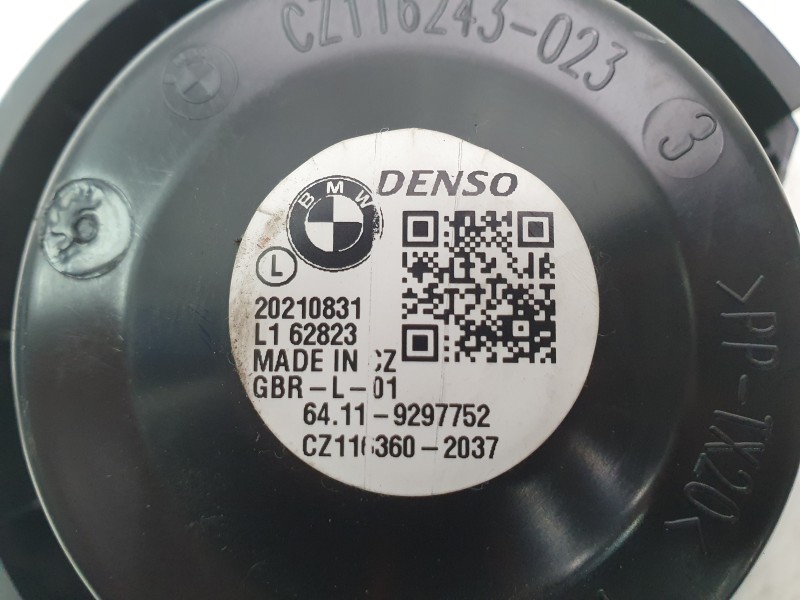 CZ116243-023
3
BMW
DENSO
L
20210831
L1 62823
MADE IN CZ
GBR-L-01
64.11-9297752
CZ116360-2037
>PP-TX20<